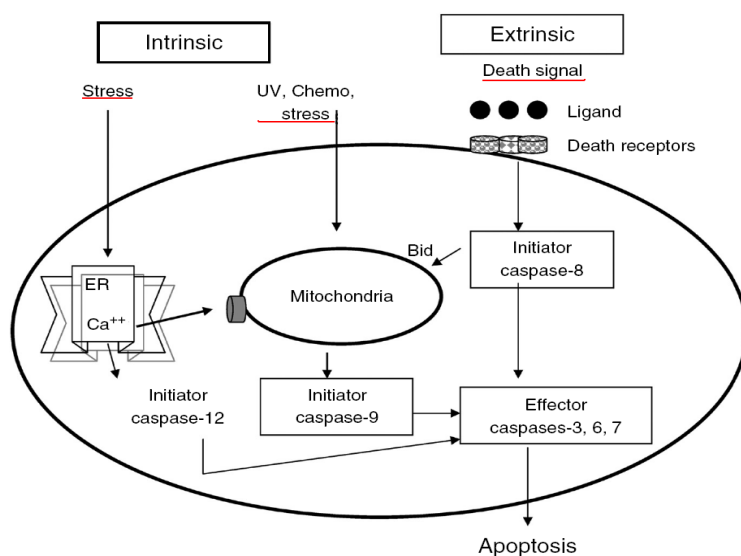 Intrinsic
Extrinsic
Death signal
Stress
UV, Chemo,
stress
Ligand
Death receptors
Bid
Initiator
caspase-8
ER
Ca++
Mitochondria
Initiator
caspase-12
Initiator
caspase-9
Effector
caspases-3, 6, 7
Apoptosis